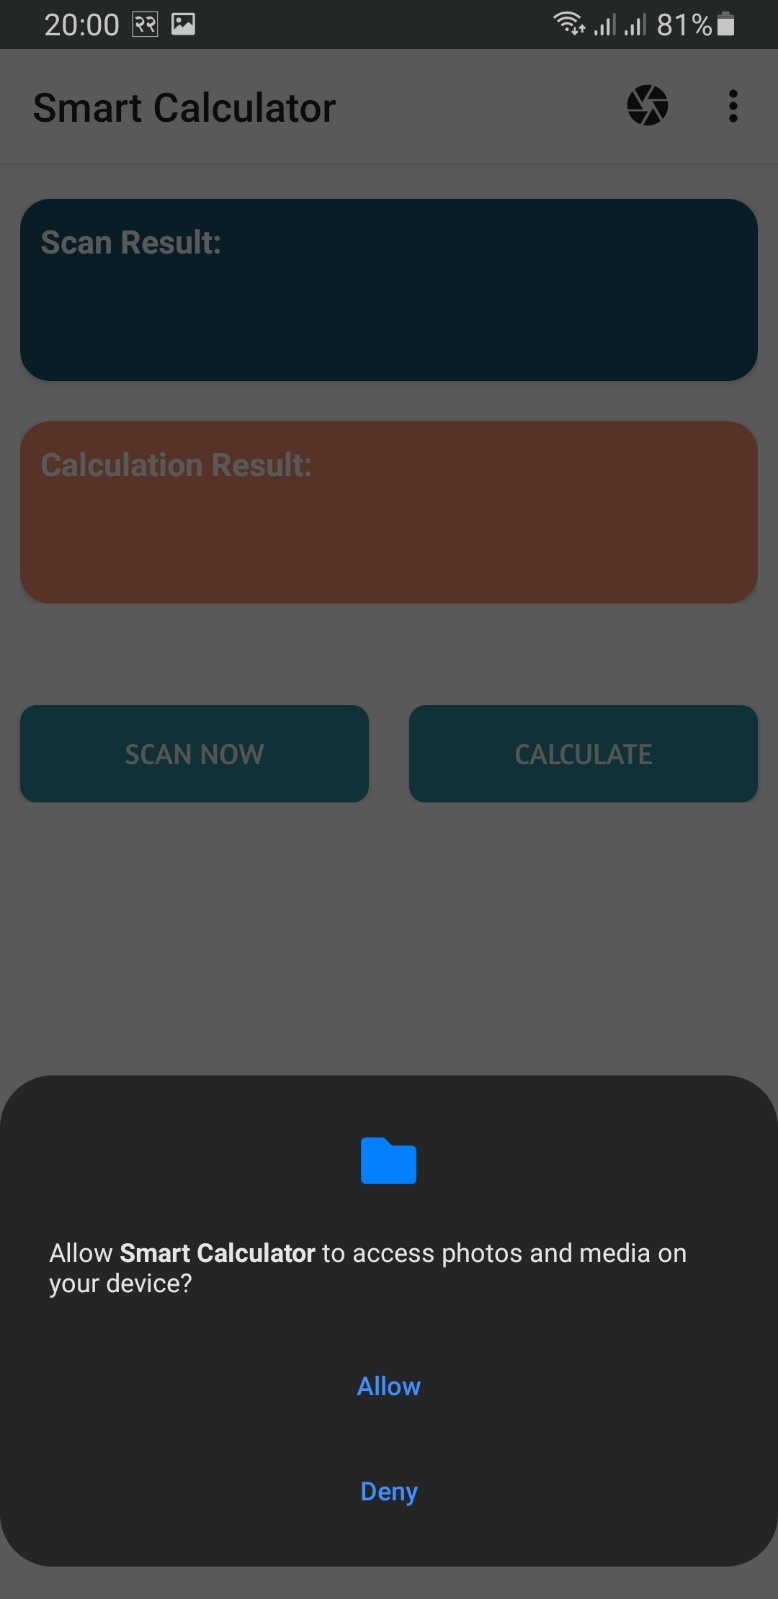 20:00 २२ 81%
Smart Calculator
Scan Result:
Calculation Result:
SCAN NOW CALCULATE
Allow Smart Calculator to access photos and media on
your device?
Allow
Deny